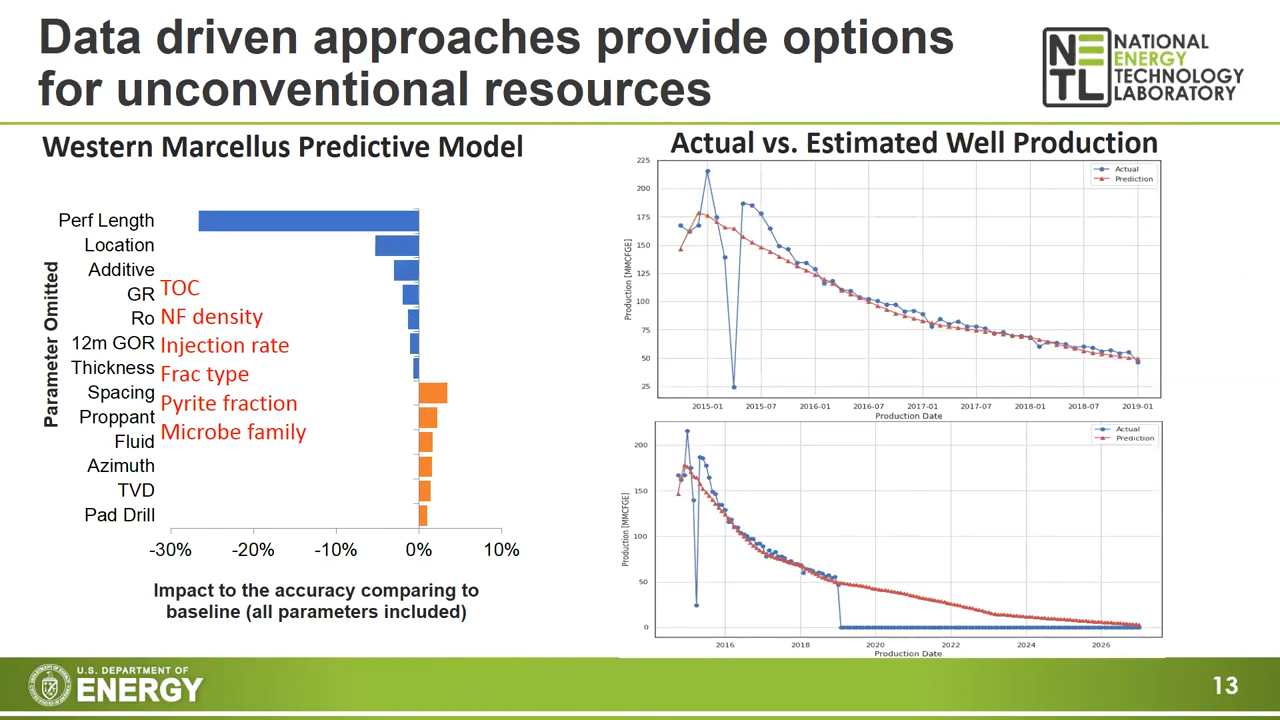 Data driven approaches provide options
for unconventional resources
NATIONAL
ENERGY
TECHNOLOGY
LABORATORY
NETL
Western Marcellus Predictive Model
Parameter Omitted
Perf Length
Location
Additive
GR
Ro
12m GOR
Thickness
Spacing
Proppant
Fluid
Azimuth
TVD
Pad Drill
TOC
NF density
Injection rate
Frac type
Pyrite fraction
Microbe family
-30% -20% -10% 0% 10%
Impact to the accuracy comparing to
baseline (all parameters included)
Actual vs. Estimated Well Production
Actual
Prediction
Production [MMCFGE]
225
200
175
150
125
100
75
50
25
2015-01 2015-07 2016-01 2016-07 2017-01 2017-07 2018-01 2018-07 2019-01
Production Date
Actual
Prediction
Production [MMCFGE]
200
150
100
50
0
2016 2018 2020 2022 2024 2026
Production Date
U.S. DEPARTMENT OF
ENERGY
13